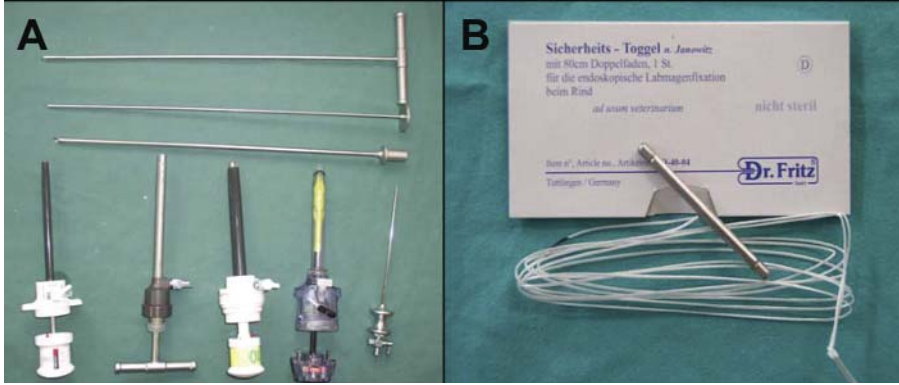 A
B
Sicherheits - Toggel n. Janowitz
mit 80cm Doppelfaden, 1 St.
für die endoskopische Labmagenfixation
beim Rind
D
ad usum veterinarium
nicht steril
Item n°, Article no., 
Dr. Fritz
Tuttlingen / Germany